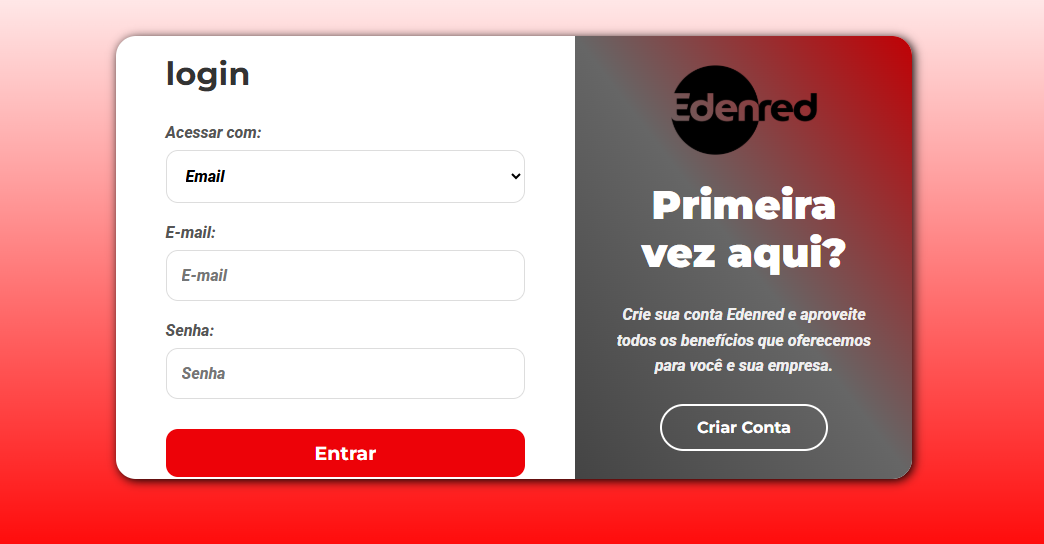 login
Acessar com:
Email
E-mail:
E-mail
Senha:
Senha
Entrar
Edenred
Primeira
vez aqui?
Crie sua conta Edenred e aproveite
todos os benefícios que oferecemos
para você e sua empresa.
Criar Conta